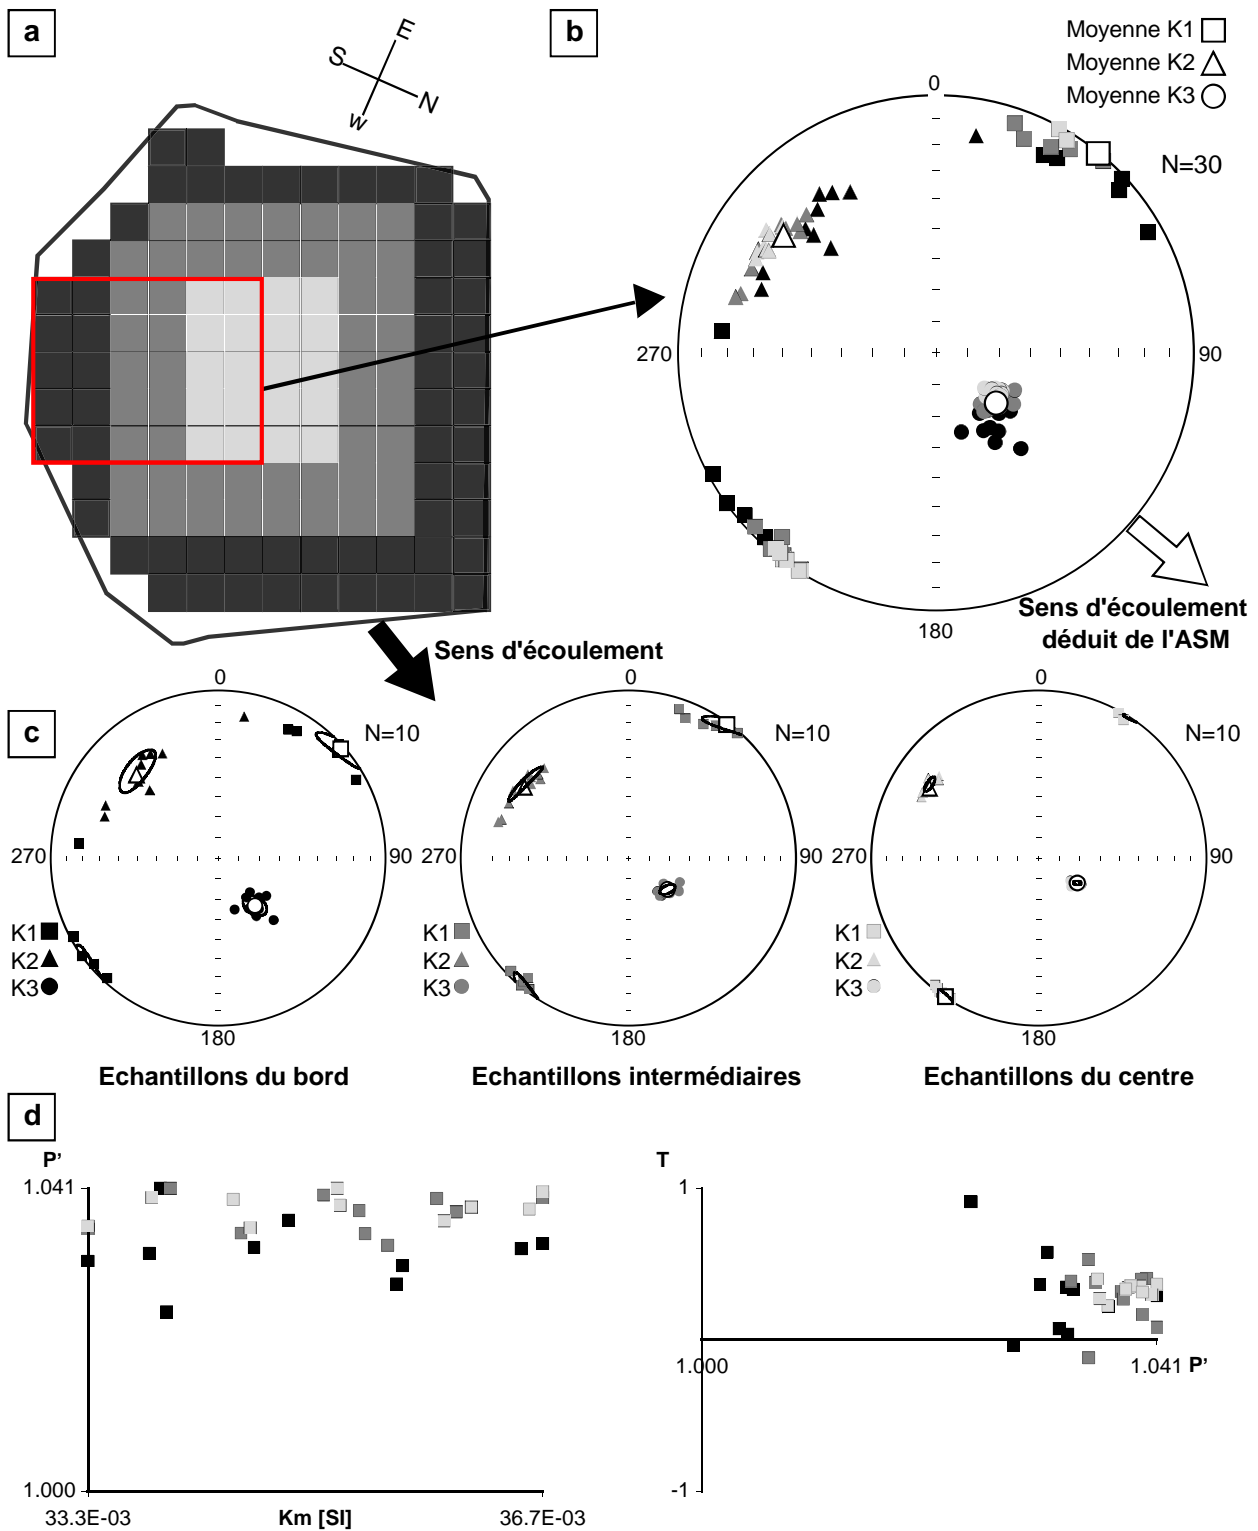 a
E
S
N
w
b
Moyenne K1
Moyenne K2
Moyenne K3
0
N=30
270
90
180
Sens d'écoulement
déduit de l'ASM
Sens d'écoulement
c
0
N=10
270
90
K1
K2
K3
180
Echantillons du bord
0
N=10
270
90
K1
K2
K3
180
Echantillons intermédiaires
0
N=10
270
90
K1
K2
K3
180
Echantillons du centre
d
P’
1.041
1.000
33.3E-03
Km [SI]
36.7E-03
T
1
1.000
1.041 P’
-1